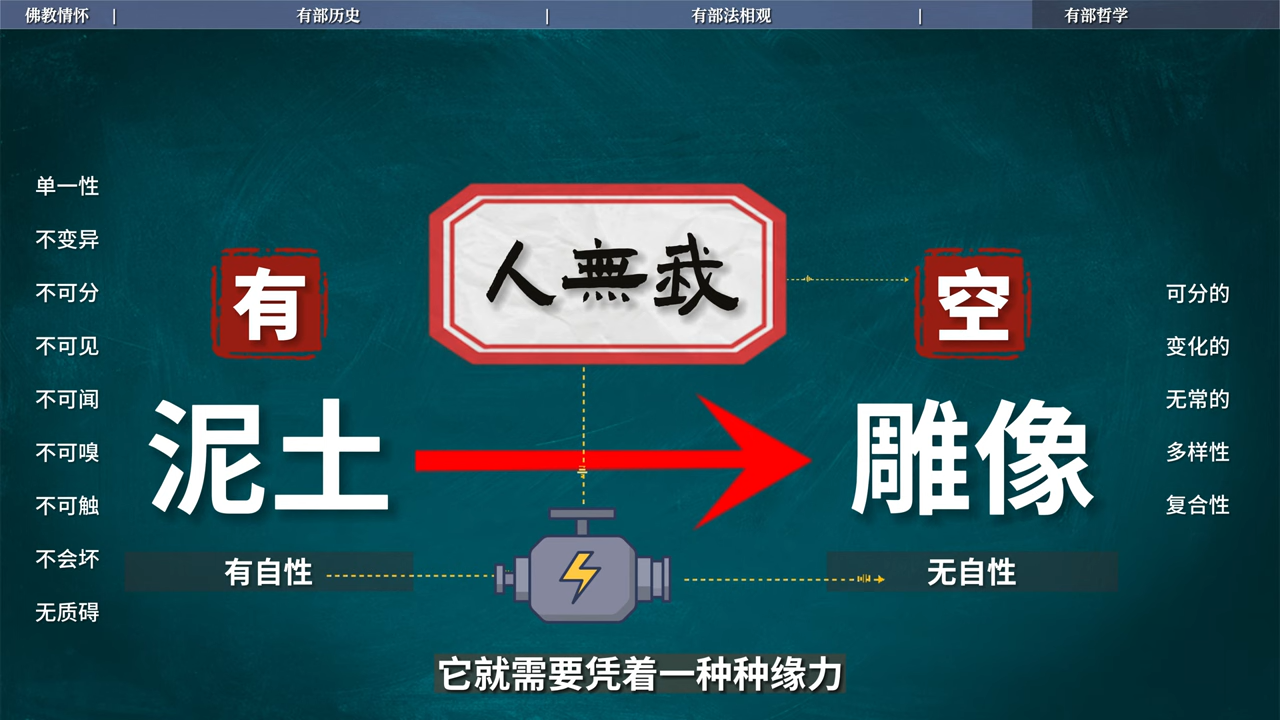 佛教情怀 | 有部历史 | 有部法相观 | 有部哲学
单一性
不变异
不可分
不可见
不可闻
不可嗅
不可触
不会坏
无质碍
有
泥土
有自性
人無我
空
雕像
无自性
可分的
变化的
无常的
多样性
复合性
它就需要凭着一种种缘力